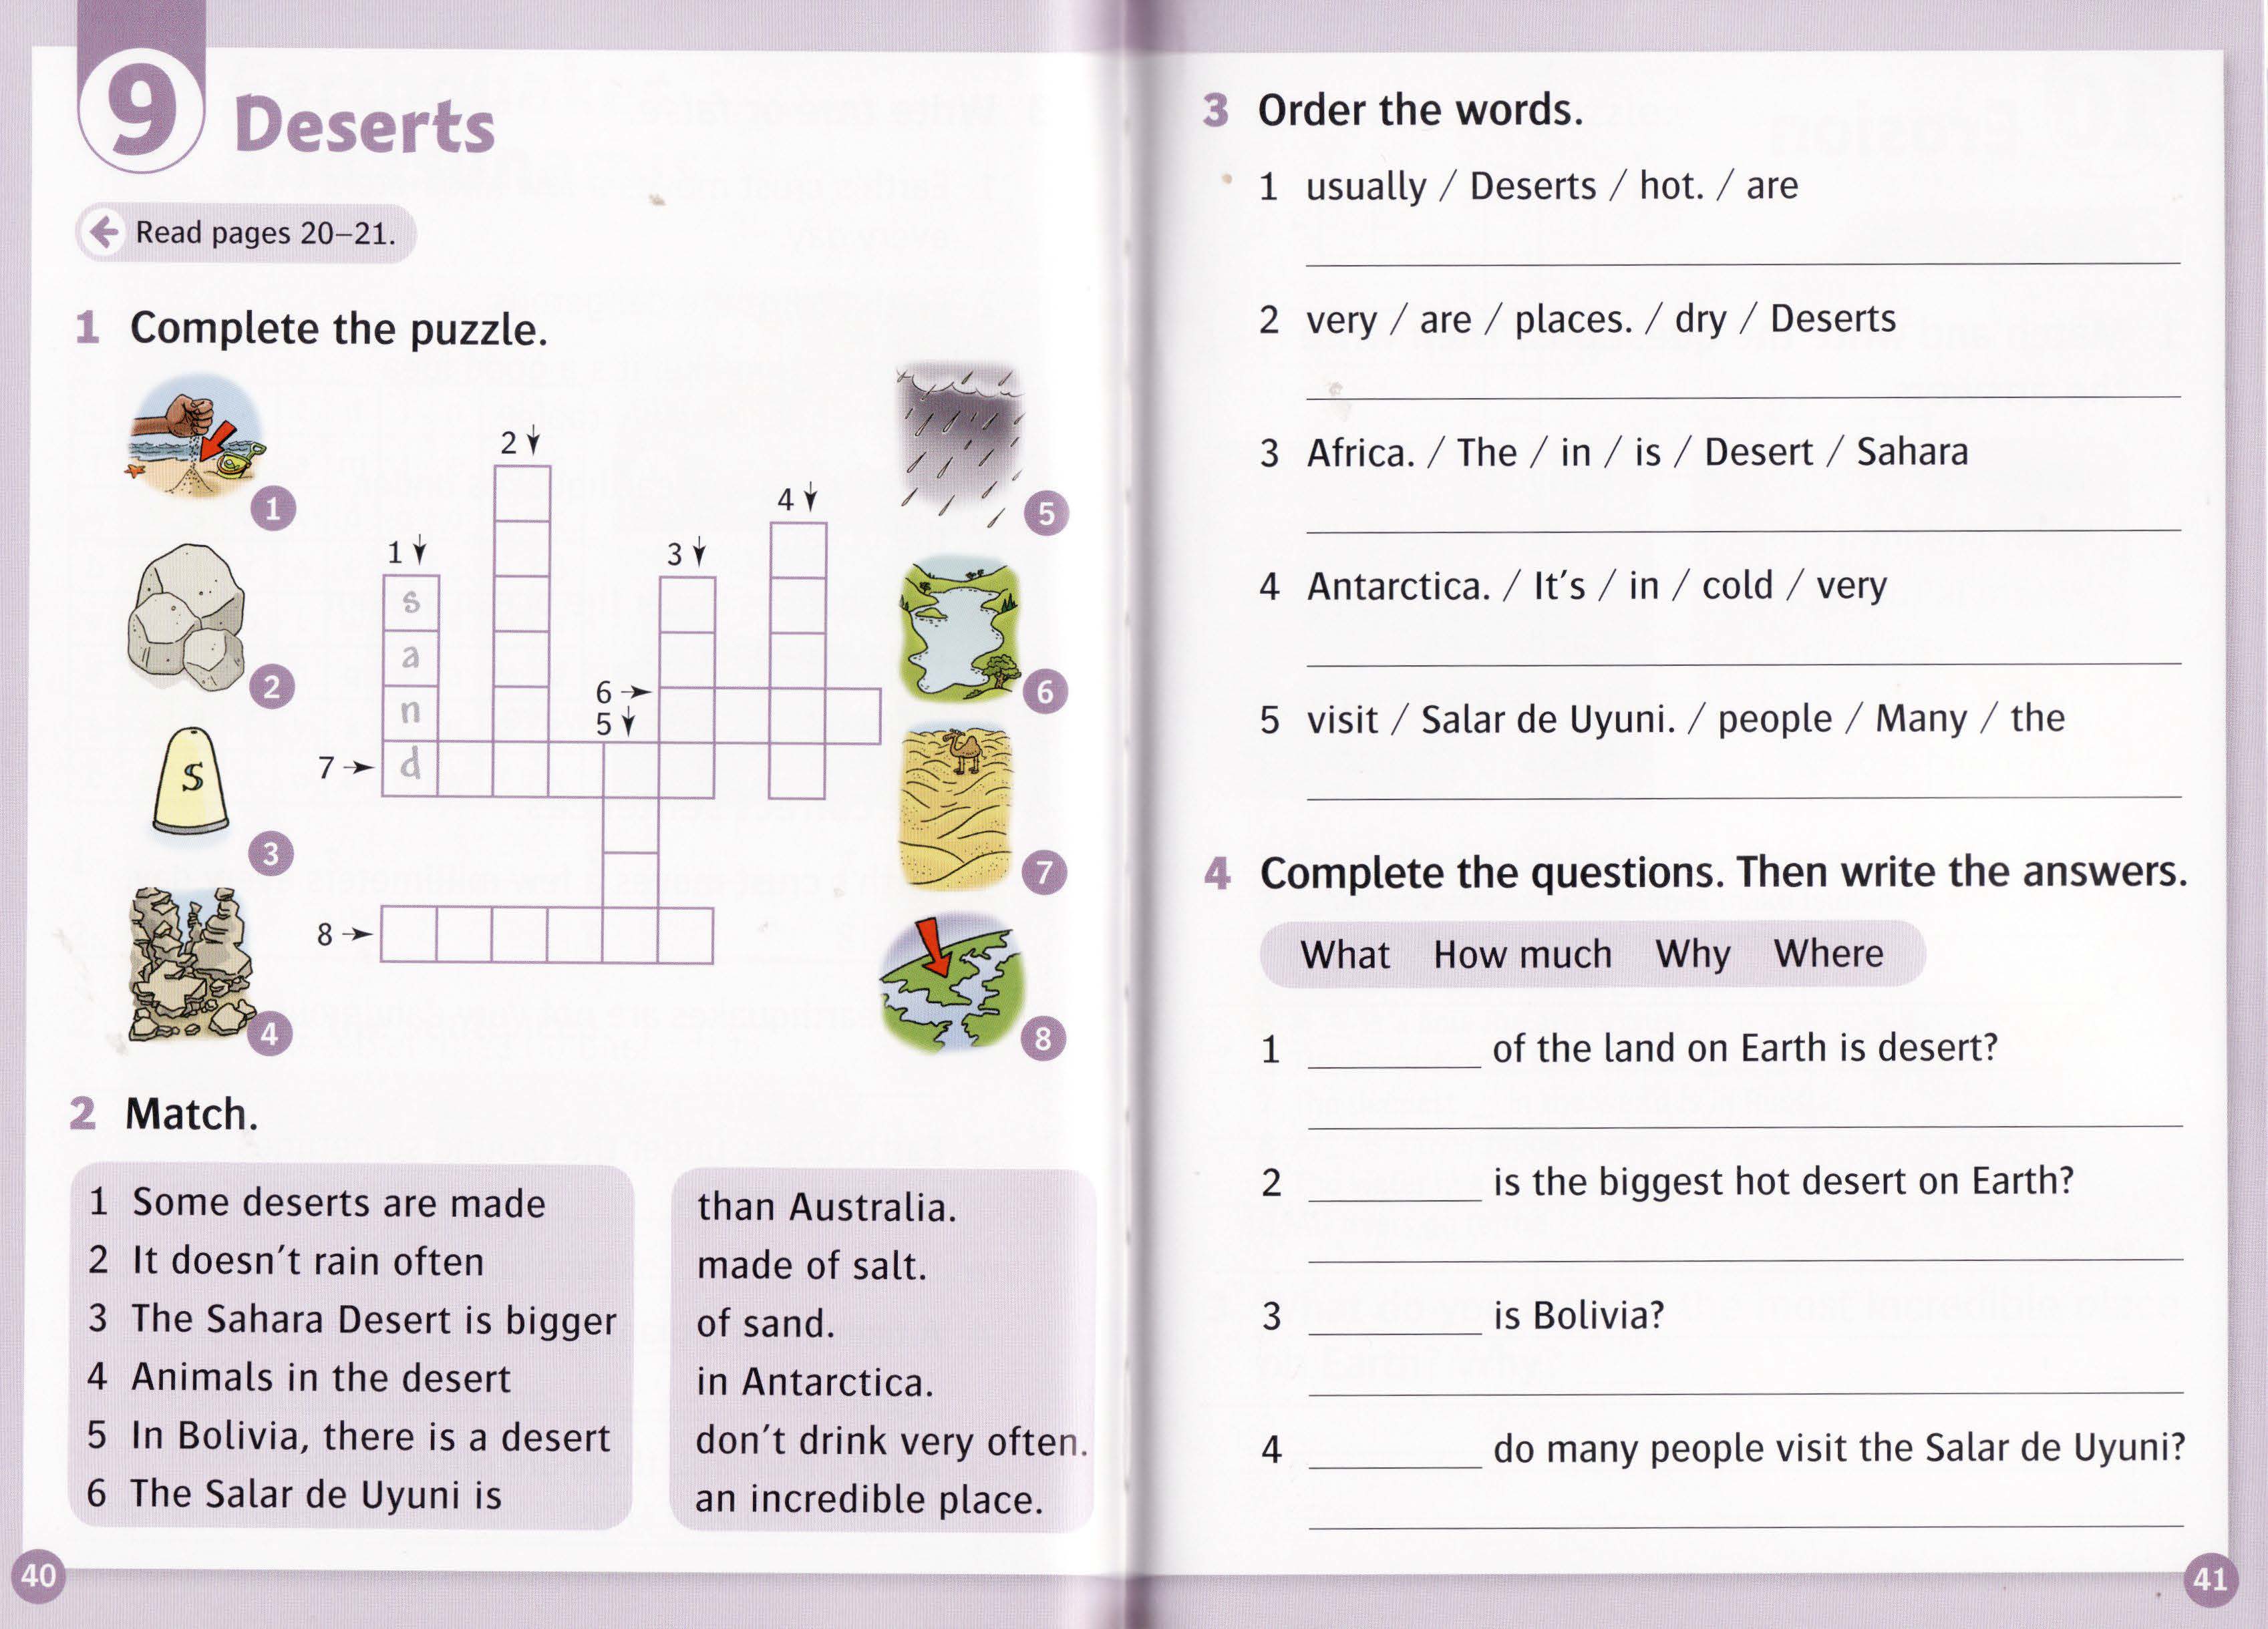 9 Deserts
Read pages 20–21.
1 Complete the puzzle.
1
2
3
4
5
6
7
8
1
2
3
4
5
6
7
8
s
a
n
d
S
2 Match.
1 Some deserts are made
2 It doesn't rain often
3 The Sahara Desert is bigger
4 Animals in the desert
5 In Bolivia, there is a desert
6 The Salar de Uyuni is
than Australia.
made of salt.
of sand.
in Antarctica.
don't drink very often.
an incredible place.
40
3 Order the words.
1 usually / Deserts / hot. / are
2 very / are / places. / dry / Deserts
3 Africa. / The / in / is / Desert / Sahara
4 Antarctica. / It's / in / cold / very
5 visit / Salar de Uyuni. / people / Many / the
4 Complete the questions. Then write the answers.
What How much Why Where
1 ________ of the land on Earth is desert?
2 ________ is the biggest hot desert on Earth?
3 ________ is Bolivia?
4 ________ do many people visit the Salar de Uyuni?
41